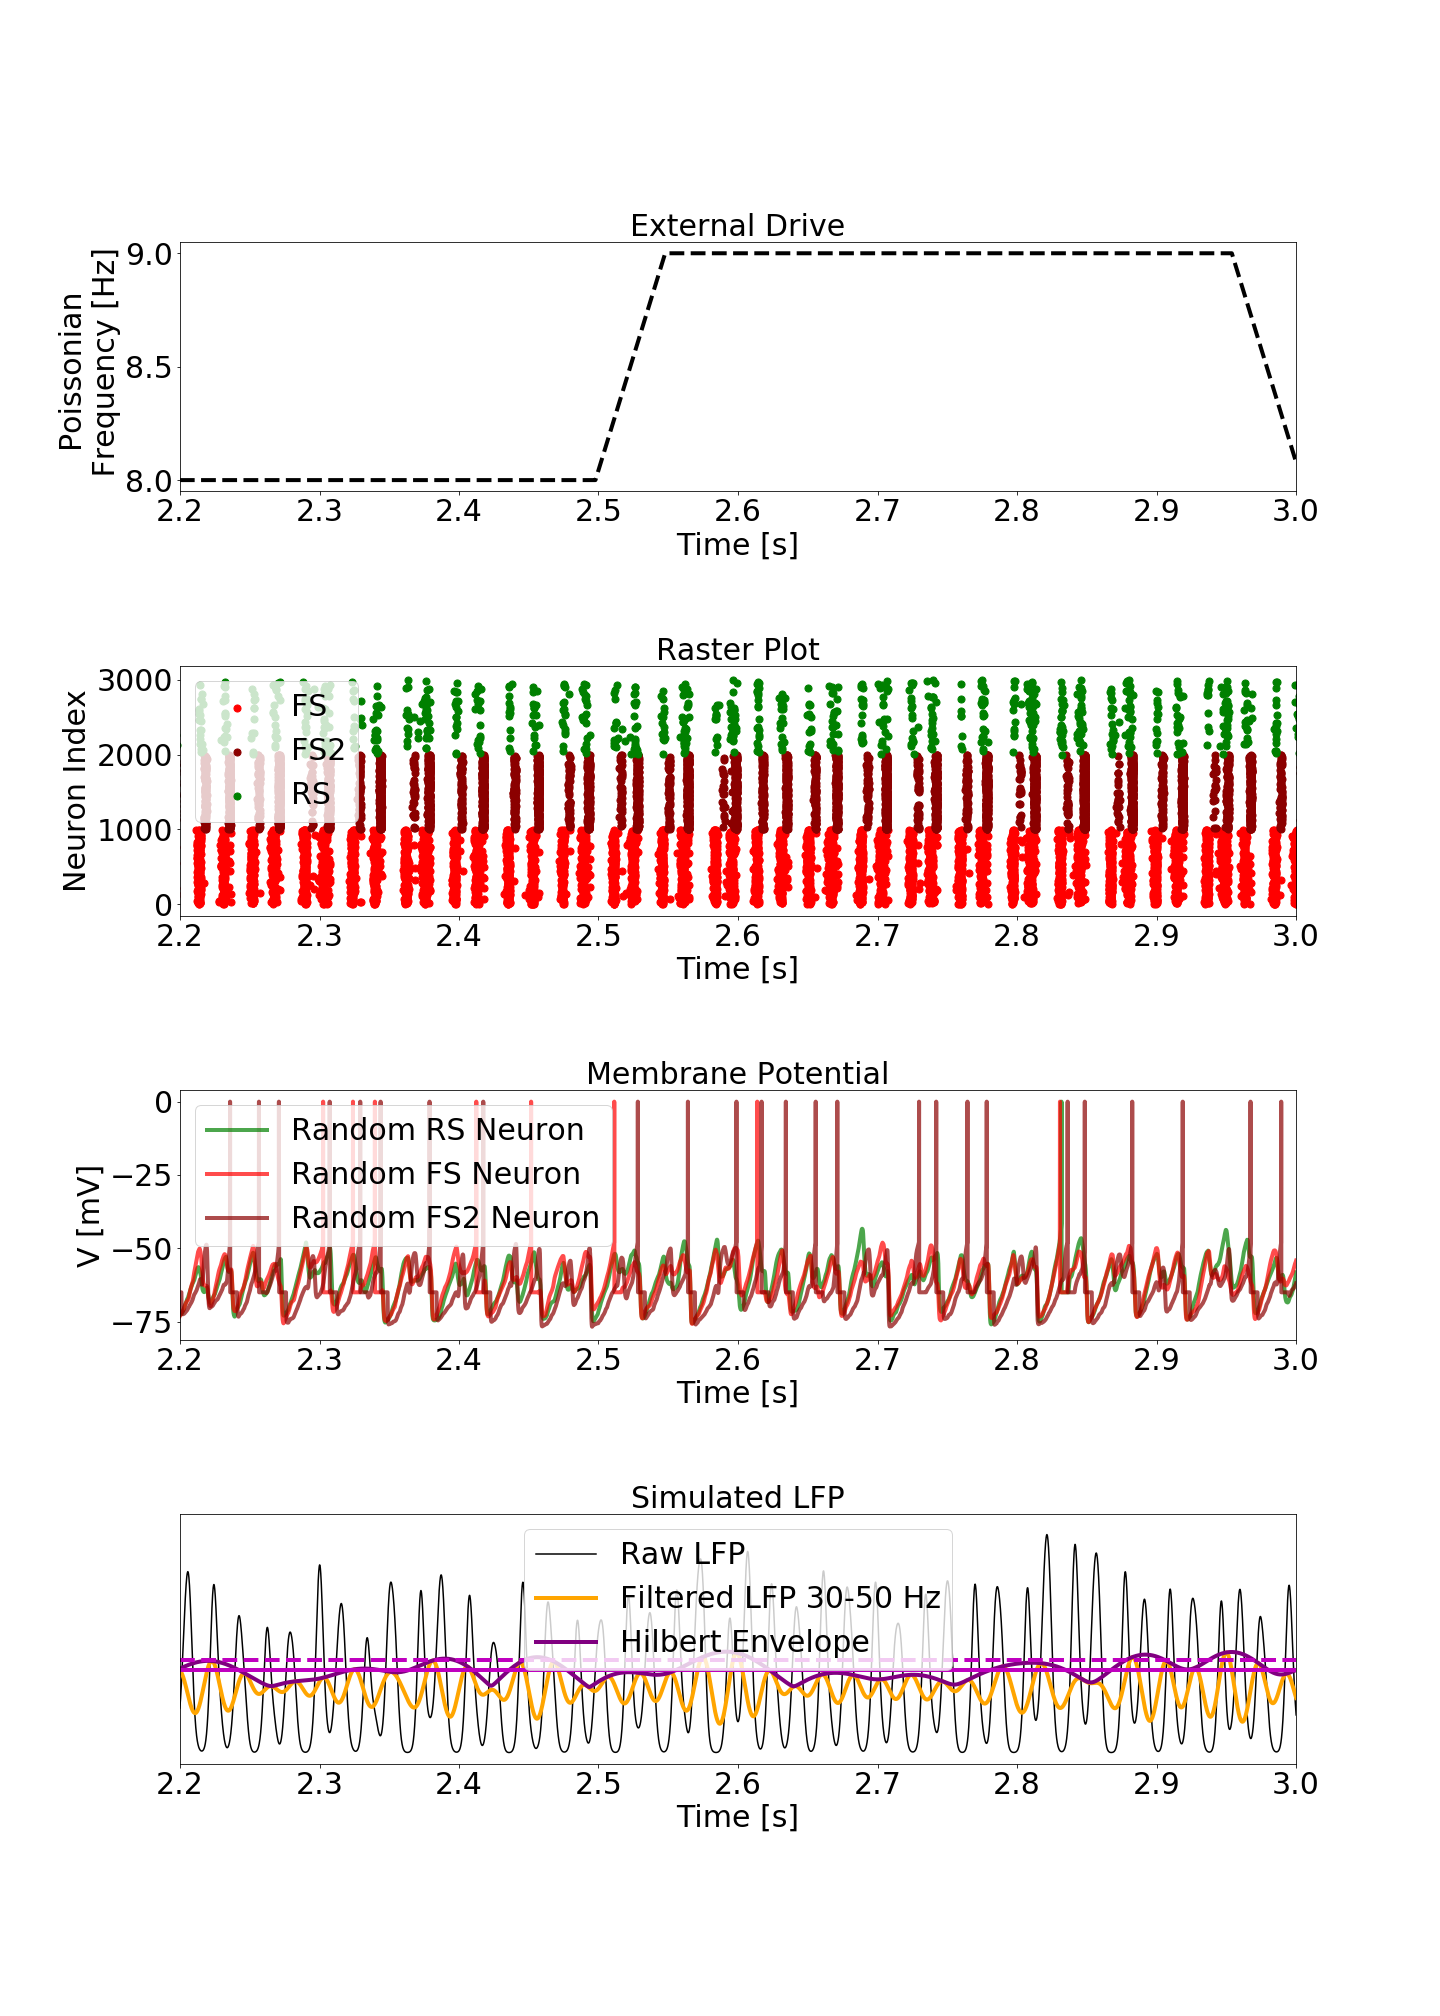 External Drive
Poissonian
Frequency [Hz]
9.0
8.5
8.0
2.2 2.3 2.4 2.5 2.6 2.7 2.8 2.9 3.0
Time [s]
Raster Plot
Neuron Index
3000
2000
1000
0
FS
FS2
RS
2.2 2.3 2.4 2.5 2.6 2.7 2.8 2.9 3.0
Time [s]
Membrane Potential
V [mV]
0
−25
−50
−75
Random RS Neuron
Random FS Neuron
Random FS2 Neuron
2.2 2.3 2.4 2.5 2.6 2.7 2.8 2.9 3.0
Time [s]
Simulated LFP
Raw LFP
Filtered LFP 30-50 Hz
Hilbert Envelope
2.2 2.3 2.4 2.5 2.6 2.7 2.8 2.9 3.0
Time [s]